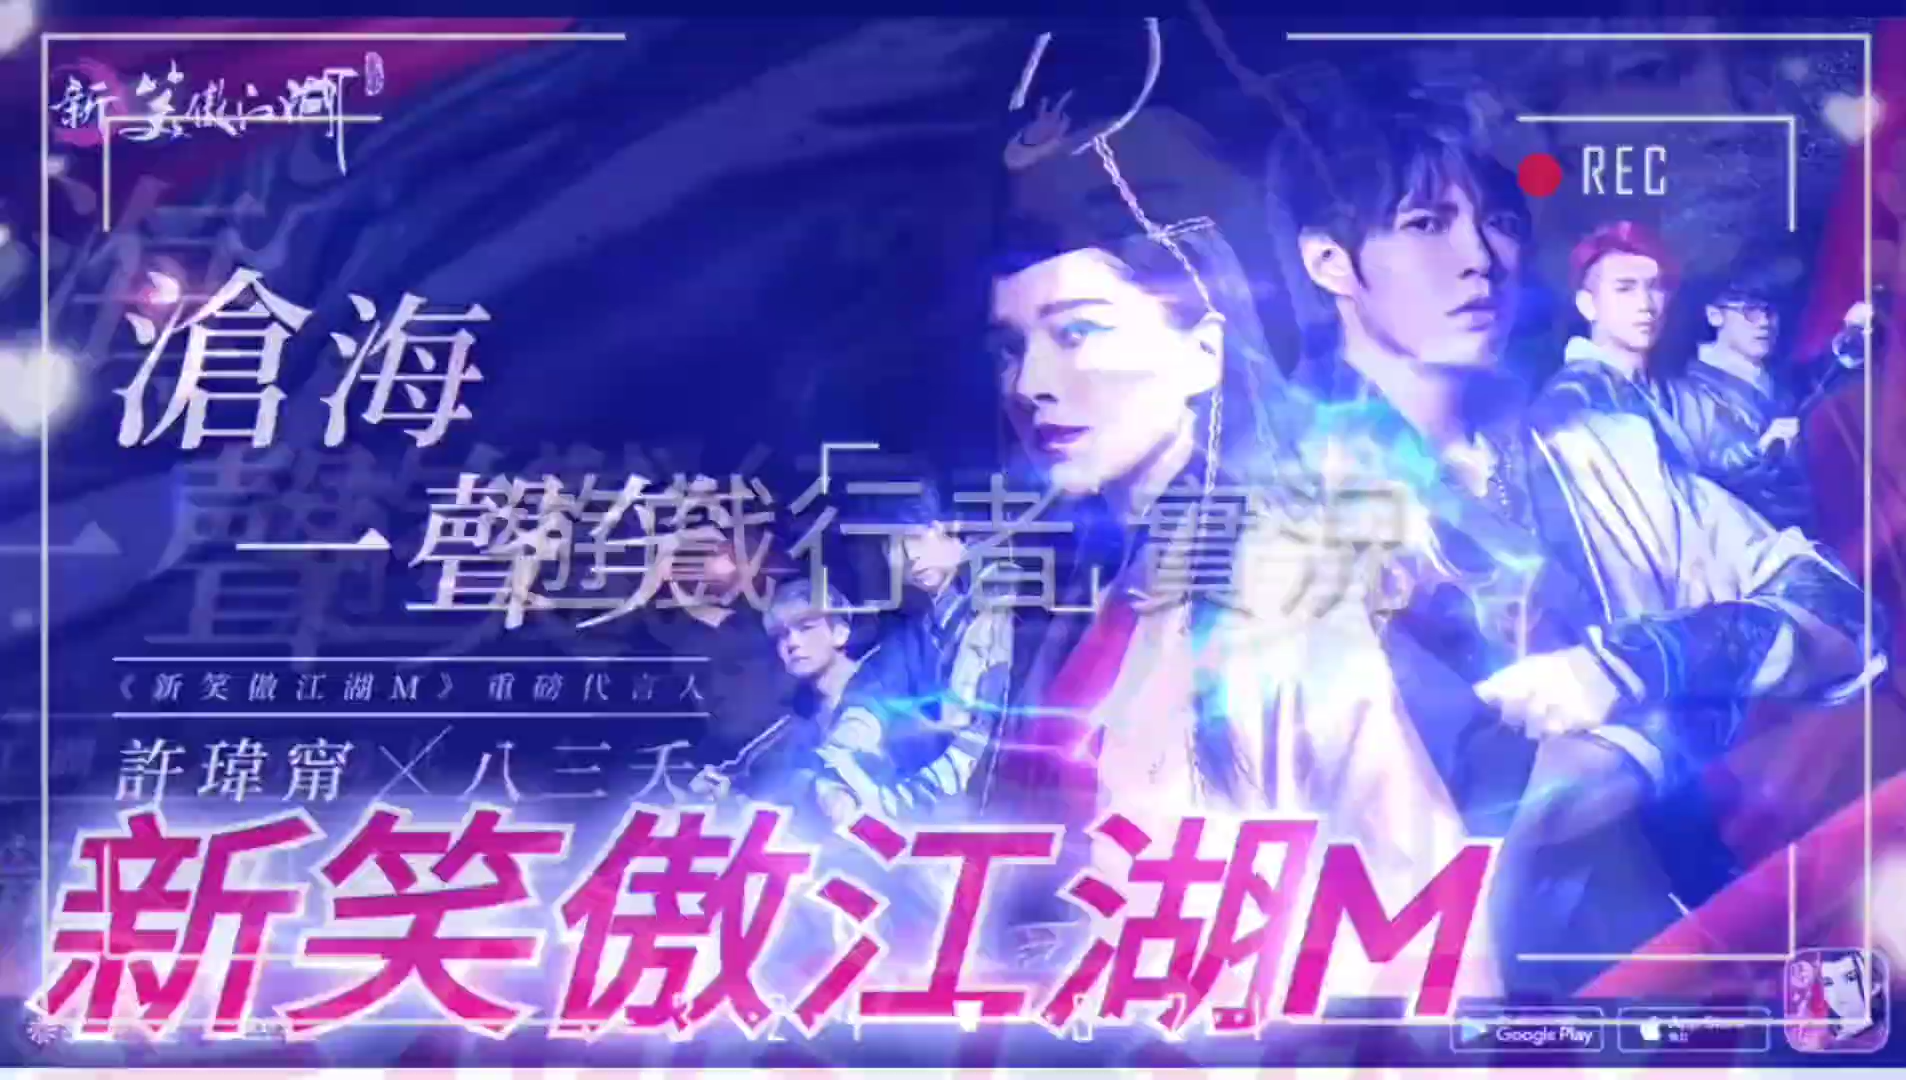 新笑傲江湖
REC
滄海
一聲笑
遊戲行者 實況
《新笑傲江湖M》重磅代言人
許瑋甯×八三夭
新笑傲江湖M
Google Play